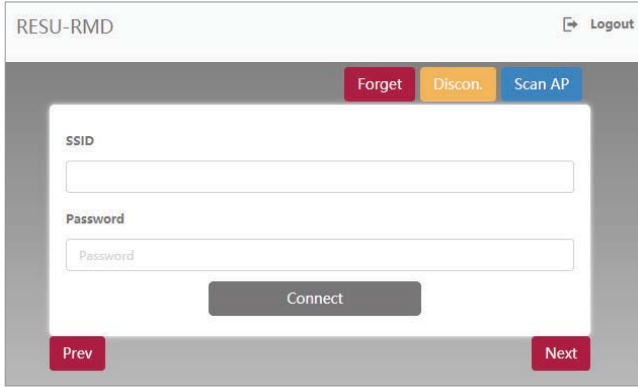 RESU-RMD Logout
Forget Discon. Scan AP
SSID
Password
Password
Connect
Prev Next